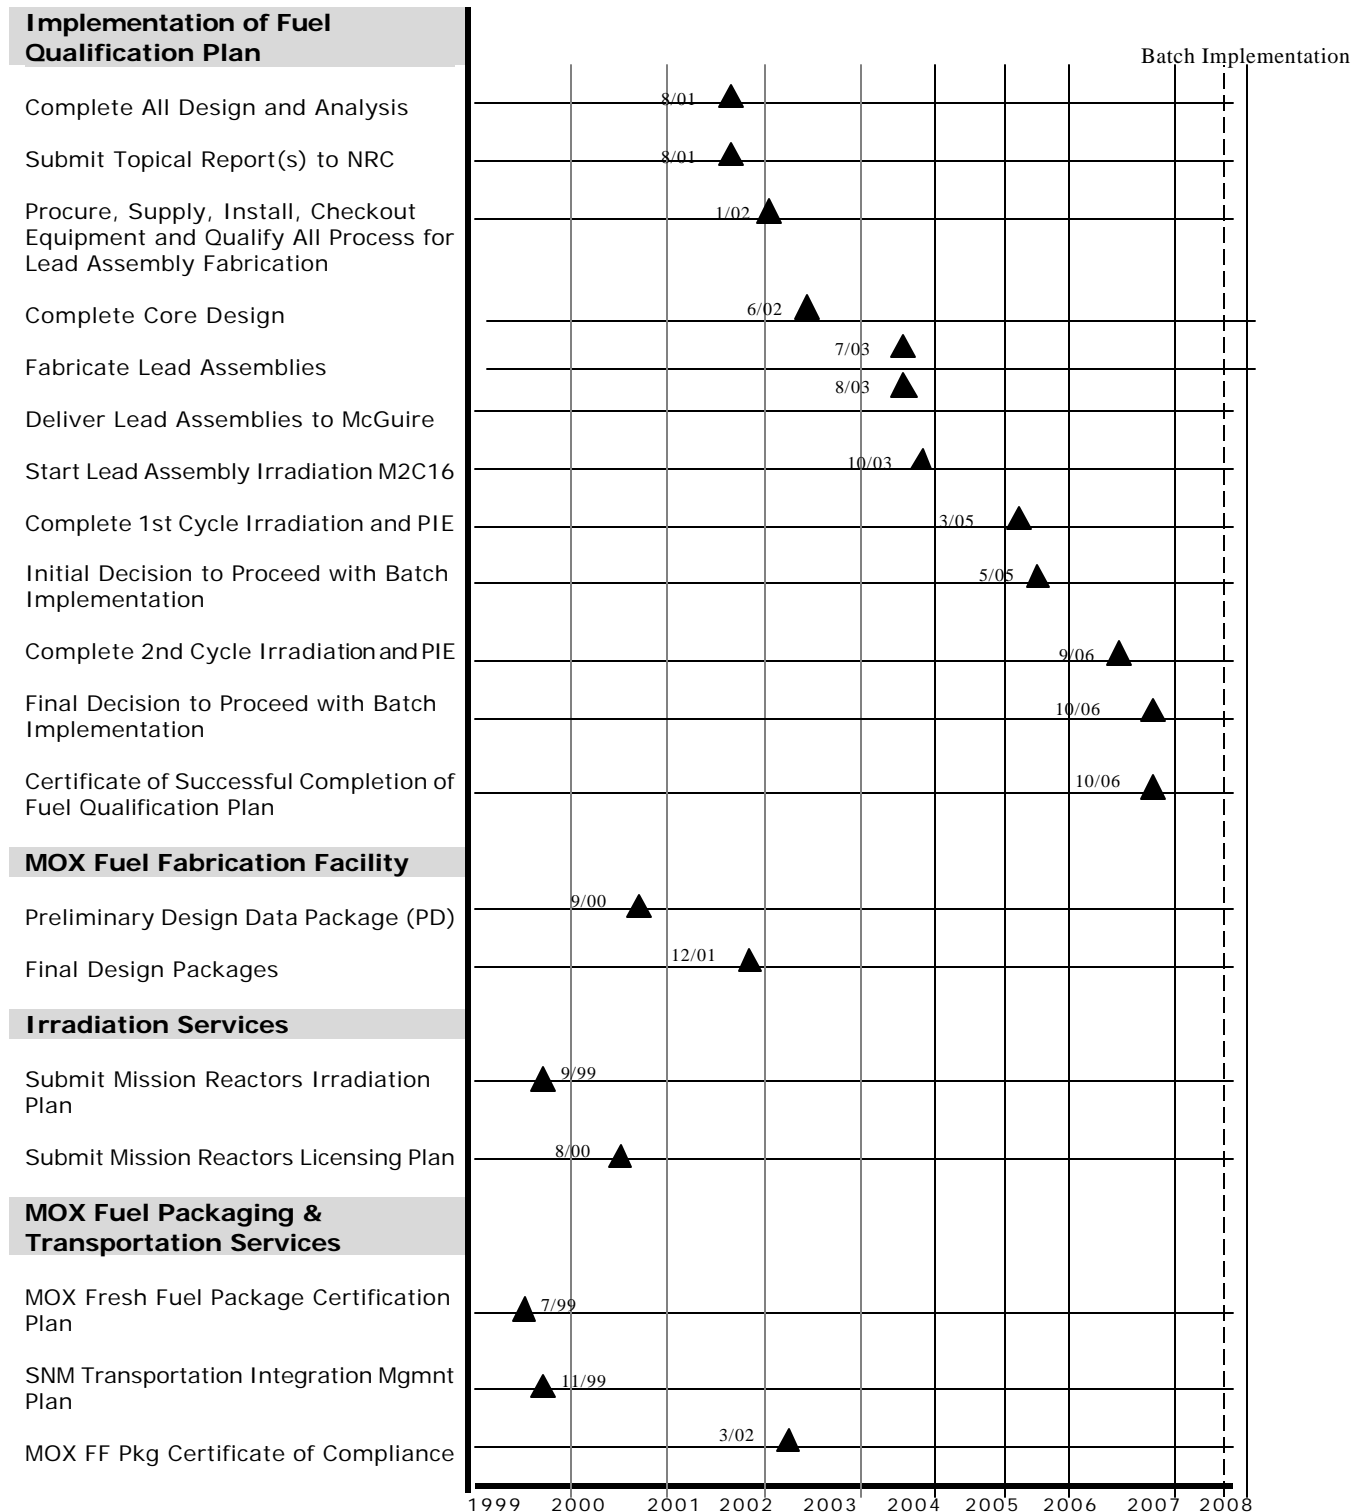 Implementation of Fuel
Qualification Plan
Batch Implementation
Complete All Design and Analysis
8/01
Submit Topical Report(s) to NRC
8/01
Procure, Supply, Install, Checkout
1/02
Equipment and Qualify All Process for
Lead Assembly Fabrication
Complete Core Design
6/02
7/03
Fabricate Lead Assemblies
8/03
Deliver Lead Assemblies to McGuire
Start Lead Assembly Irradiation M2C16
10/03
Complete 1st Cycle Irradiation and PIE
3/05
Initial Decision to Proceed with Batch
5/05
Implementation
Complete 2nd Cycle Irradiation and PIE
9/06
Final Decision to Proceed with Batch
10/06
Implementation
Certificate of Successful Completion of
10/06
Fuel Qualification Plan
MOX Fuel Fabrication Facility
Preliminary Design Data Package (PD)
9/00
Final Design Packages
12/01
Irradiation Services
Submit Mission Reactors Irradiation
9/99
Plan
Submit Mission Reactors Licensing Plan
8/00
MOX Fuel Packaging &
Transportation Services
MOX Fresh Fuel Package Certification
7/99
Plan
SNM Transportation Integration Mgmnt
11/99
Plan
MOX FF Pkg Certificate of Compliance
3/02
1999 2000 2001 2002 2003 2004 2005 2006 2007 2008